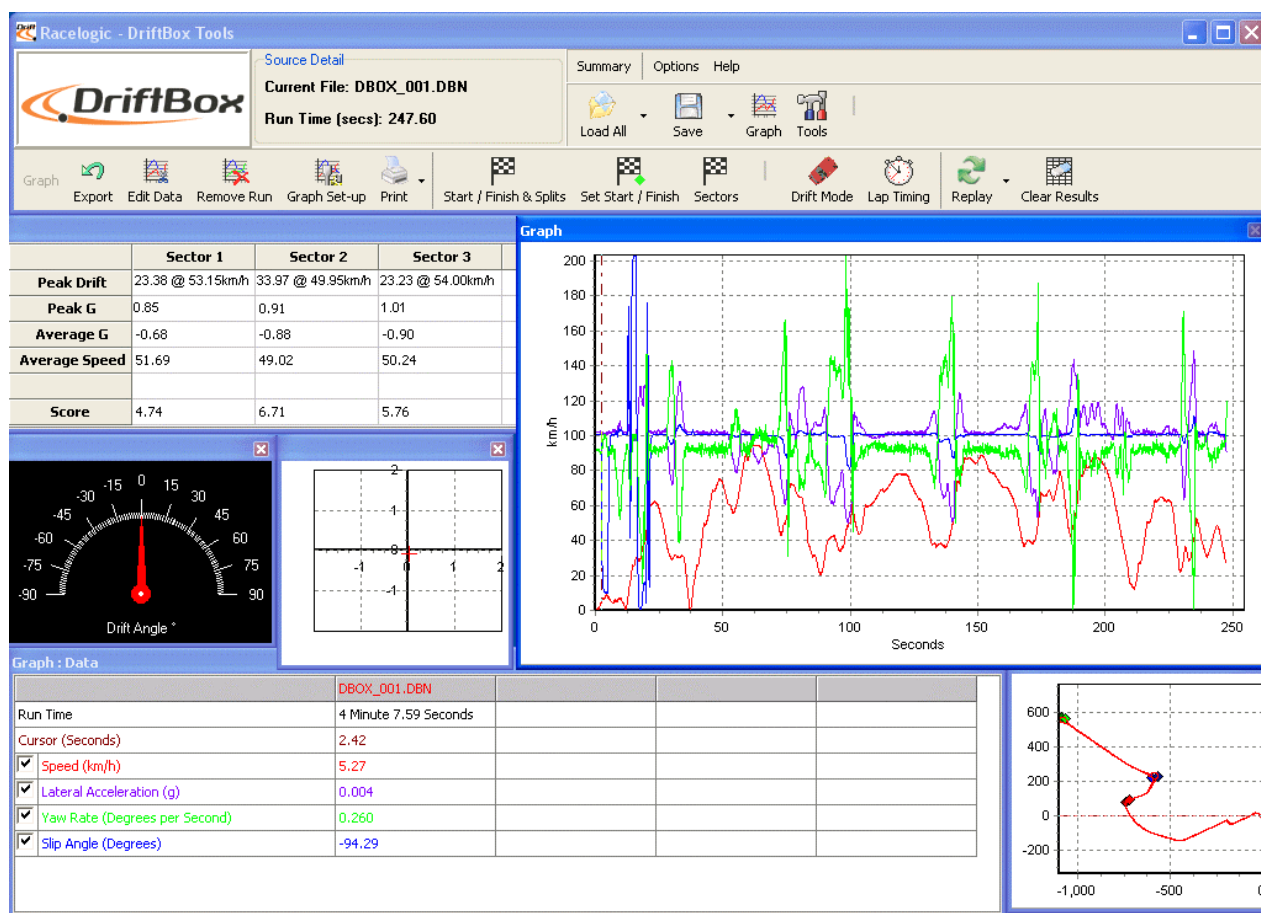 Racelogic - DriftBox Tools
DriftBox
Source Detail
Current File: DBOX_001.DBN
Run Time (secs): 247.60
Summary Options Help
Load All Save Graph Tools
Graph Export Edit Data Remove Run Graph Set-up Print Start / Finish & Splits Set Start / Finish Sectors Drift Mode Lap Timing Replay Clear Results
Sector 1 Sector 2 Sector 3
Peak Drift 23.38 @ 53.15km/h 33.97 @ 49.95km/h 23.23 @ 54.00km/h
Peak G 0.85 0.91 1.01
Average G -0.68 -0.88 -0.90
Average Speed 51.69 49.02 50.24
Score 4.74 6.71 5.76
Graph
200
180
160
140
120
100
80
60
40
20
0
km/h
0 50 100 150 200 250
Seconds
-90 -75 -60 -45 -30 -15 0 15 30 45 60 75 90
Drift Angle °
2
1
-1 1 2
-1
Graph : Data
DBOX_001.DBN
Run Time 4 Minute 7.59 Seconds
Cursor (Seconds) 2.42
Speed (km/h) 5.27
Lateral Acceleration (g) 0.004
Yaw Rate (Degrees per Second) 0.260
Slip Angle (Degrees) -94.29
600
400
200
0
-200
-1,000 -500